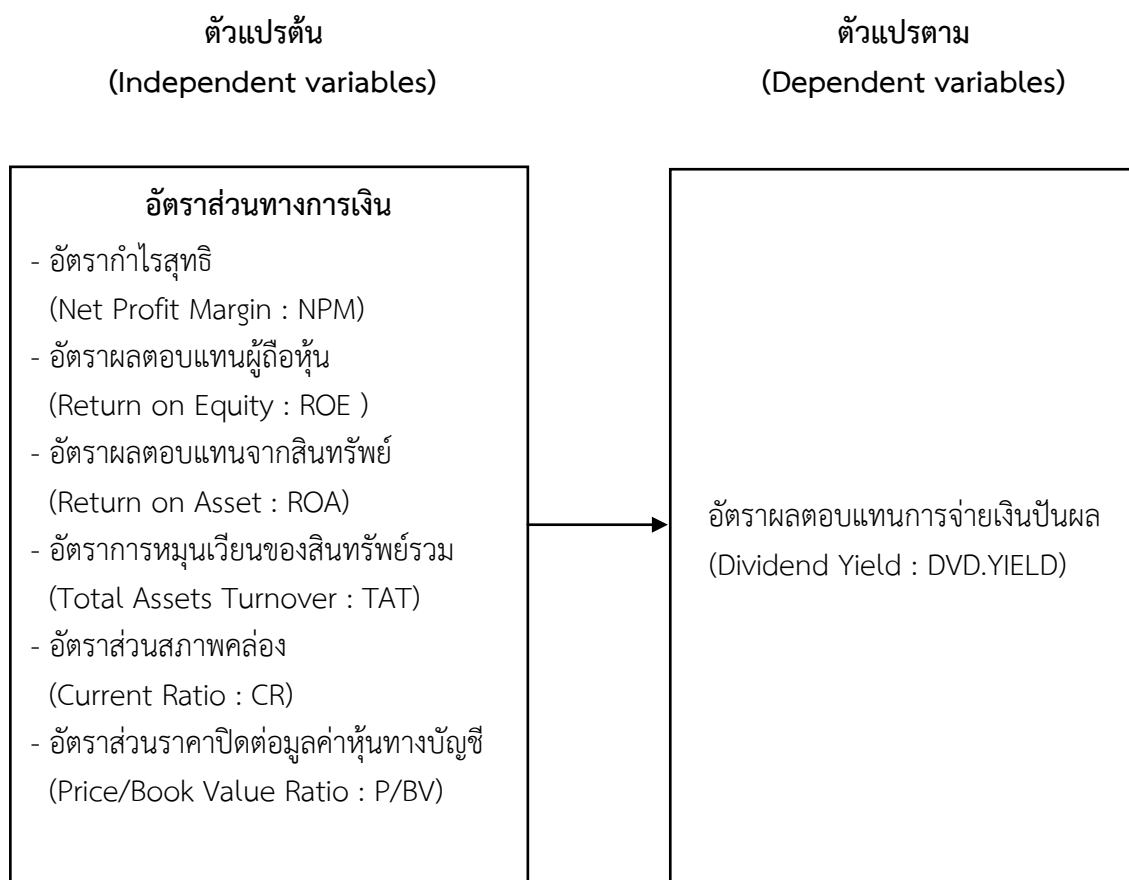 ตัวแปรต้น
(Independent variables)
ตัวแปรตาม
(Dependent variables)
อัตราส่วนทางการเงิน
- อัตรากำไรสุทธิ
(Net Profit Margin : NPM)
- อัตราผลตอบแทนผู้ถือหุ้น
(Return on Equity : ROE )
- อัตราผลตอบแทนจากสินทรัพย์
(Return on Asset : ROA)
- อัตราการหมุนเวียนของสินทรัพย์รวม
(Total Assets Turnover : TAT)
- อัตราส่วนสภาพคล่อง
(Current Ratio : CR)
- อัตราส่วนราคาปิดต่อมูลค่าหุ้นทางบัญชี
(Price/Book Value Ratio : P/BV)
อัตราผลตอบแทนการจ่ายเงินปันผล
(Dividend Yield : DVD.YIELD)